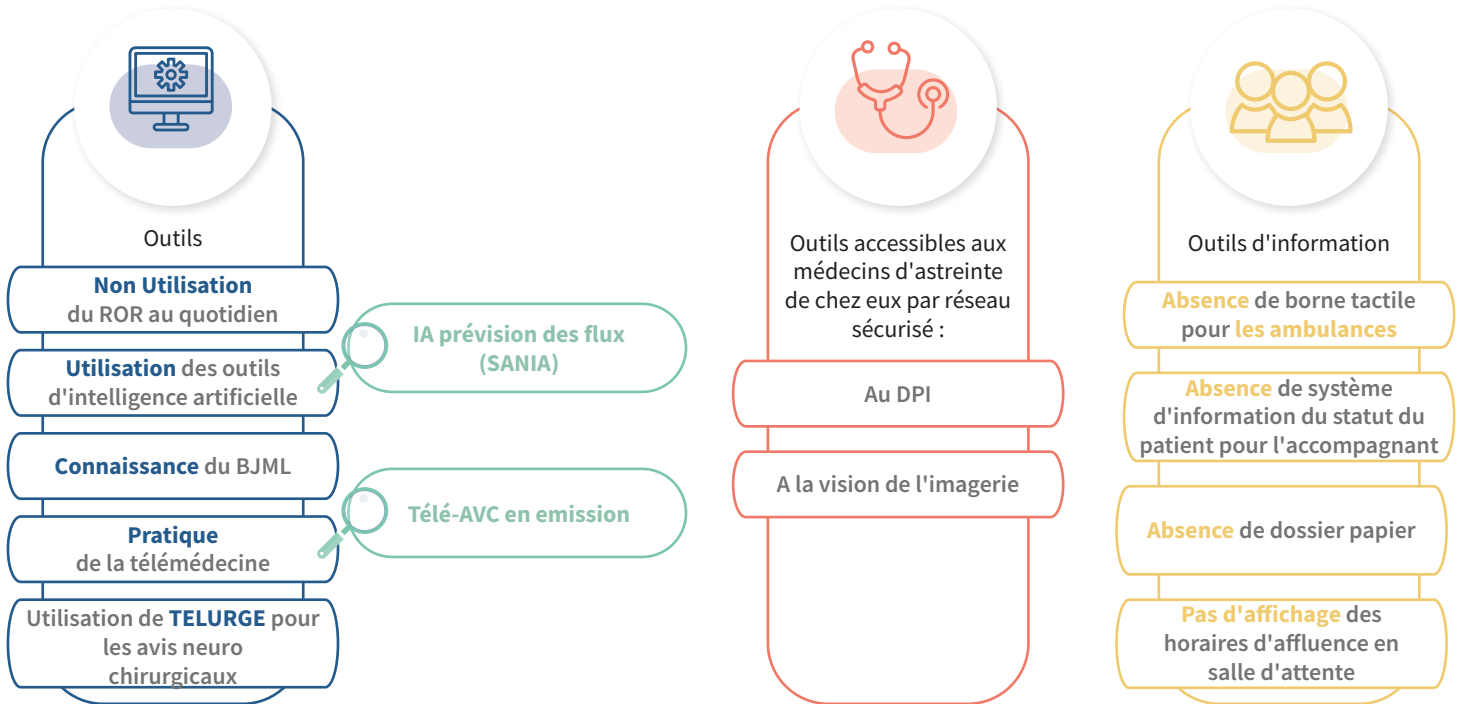 Outils
Non Utilisation
du ROR au quotidien
Utilisation des outils
d'intelligence artificielle
IA prévision des flux
(SANIA)
Connaissance du BJML
Pratique
de la télémédecine
Télé-AVC en emission
Utilisation de TELURGE pour
les avis neuro
chirurgicaux
Outils accessibles aux
médecins d'astreinte
de chez eux par réseau
sécurisé :
Au DPI
A la vision de l'imagerie
Outils d'information
Absence de borne tactile
pour les ambulances
Absence de système
d'information du statut du
patient pour l'accompagnant
Absence de dossier papier
Pas d'affichage des
horaires d'affluence en
salle d'attente